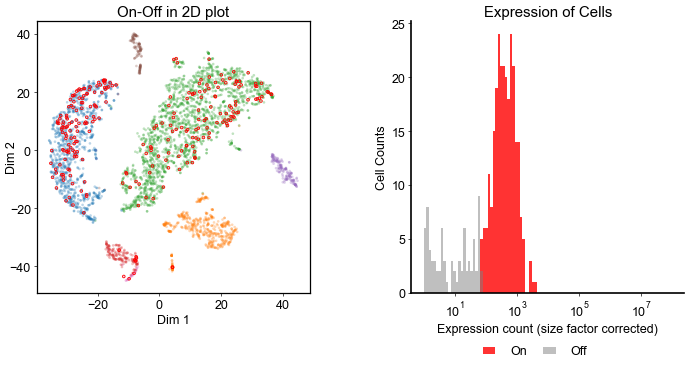 On-Off in 2D plot
40
20
0
−20
−40
Dim 2
−20
0
20
40
Dim 1
Expression of Cells
25
20
15
10
5
0
Cell Counts
10^1
10^3
10^5
10^7
Expression count (size factor corrected)
On
Off